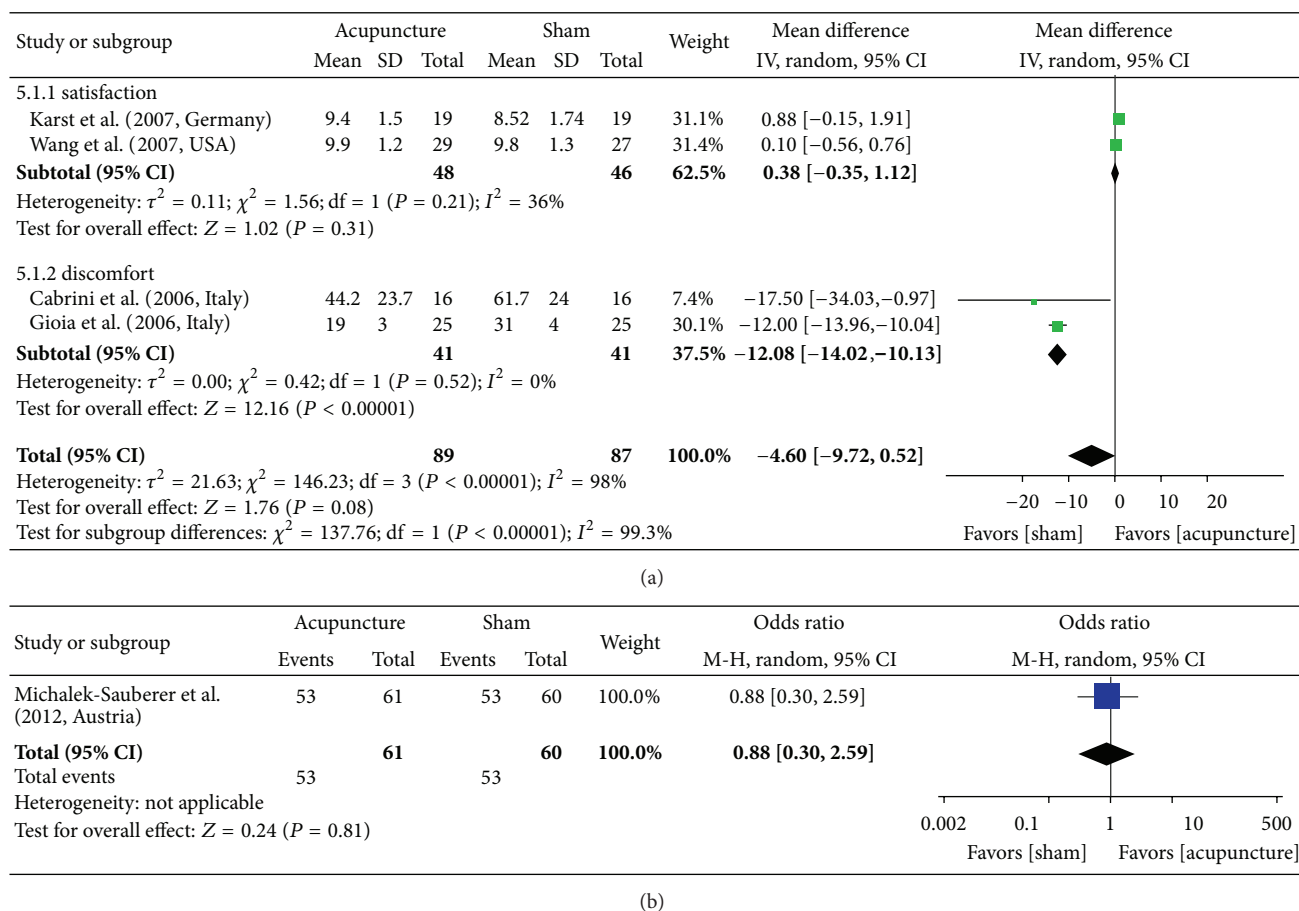 Study or subgroup Acupuncture Sham Weight Mean difference Mean difference
Mean SD Total Mean SD Total IV, random, 95% CI IV, random, 95% CI
5.1.1 satisfaction
Karst et al. (2007, Germany) 9.4 1.5 19 8.52 1.74 19 31.1% 0.88 [−0.15, 1.91]
Wang et al. (2007, USA) 9.9 1.2 29 9.8 1.3 27 31.4% 0.10 [−0.56, 0.76]
Subtotal (95% CI) 48 46 62.5% 0.38 [−0.35, 1.12]
Heterogeneity: τ² = 0.11; χ² = 1.56; df = 1 (P = 0.21); I² = 36%
Test for overall effect: Z = 1.02 (P = 0.31)
5.1.2 discomfort
Cabrini et al. (2006, Italy) 44.2 23.7 16 61.7 24 16 7.4% −17.50 [−34.03,−0.97]
Gioia et al. (2006, Italy) 19 3 25 31 4 25 30.1% −12.00 [−13.96,−10.04]
Subtotal (95% CI) 41 41 37.5% −12.08 [−14.02,−10.13]
Heterogeneity: τ² = 0.00; χ² = 0.42; df = 1 (P = 0.52); I² = 0%
Test for overall effect: Z = 12.16 (P < 0.00001)
Total (95% CI) 89 87 100.0% −4.60 [−9.72, 0.52]
Heterogeneity: τ² = 21.63; χ² = 146.23; df = 3 (P < 0.00001); I² = 98%
Test for overall effect: Z = 1.76 (P = 0.08)
Test for subgroup differences: χ² = 137.76; df = 1 (P < 0.00001); I² = 99.3%
−20 −10 0 10 20
Favors [sham] Favors [acupuncture]
(a)
Study or subgroup Acupuncture Sham Weight Odds ratio Odds ratio
Events Total Events Total M-H, random, 95% CI M-H, random, 95% CI
Michalek-Sauberer et al. 53 61 53 60 100.0% 0.88 [0.30, 2.59]
(2012, Austria)
Total (95% CI) 61 60 100.0% 0.88 [0.30, 2.59]
Total events 53 53
Heterogeneity: not applicable
Test for overall effect: Z = 0.24 (P = 0.81)
0.002 0.1 1 10 500
Favors [sham] Favors [acupuncture]
(b)